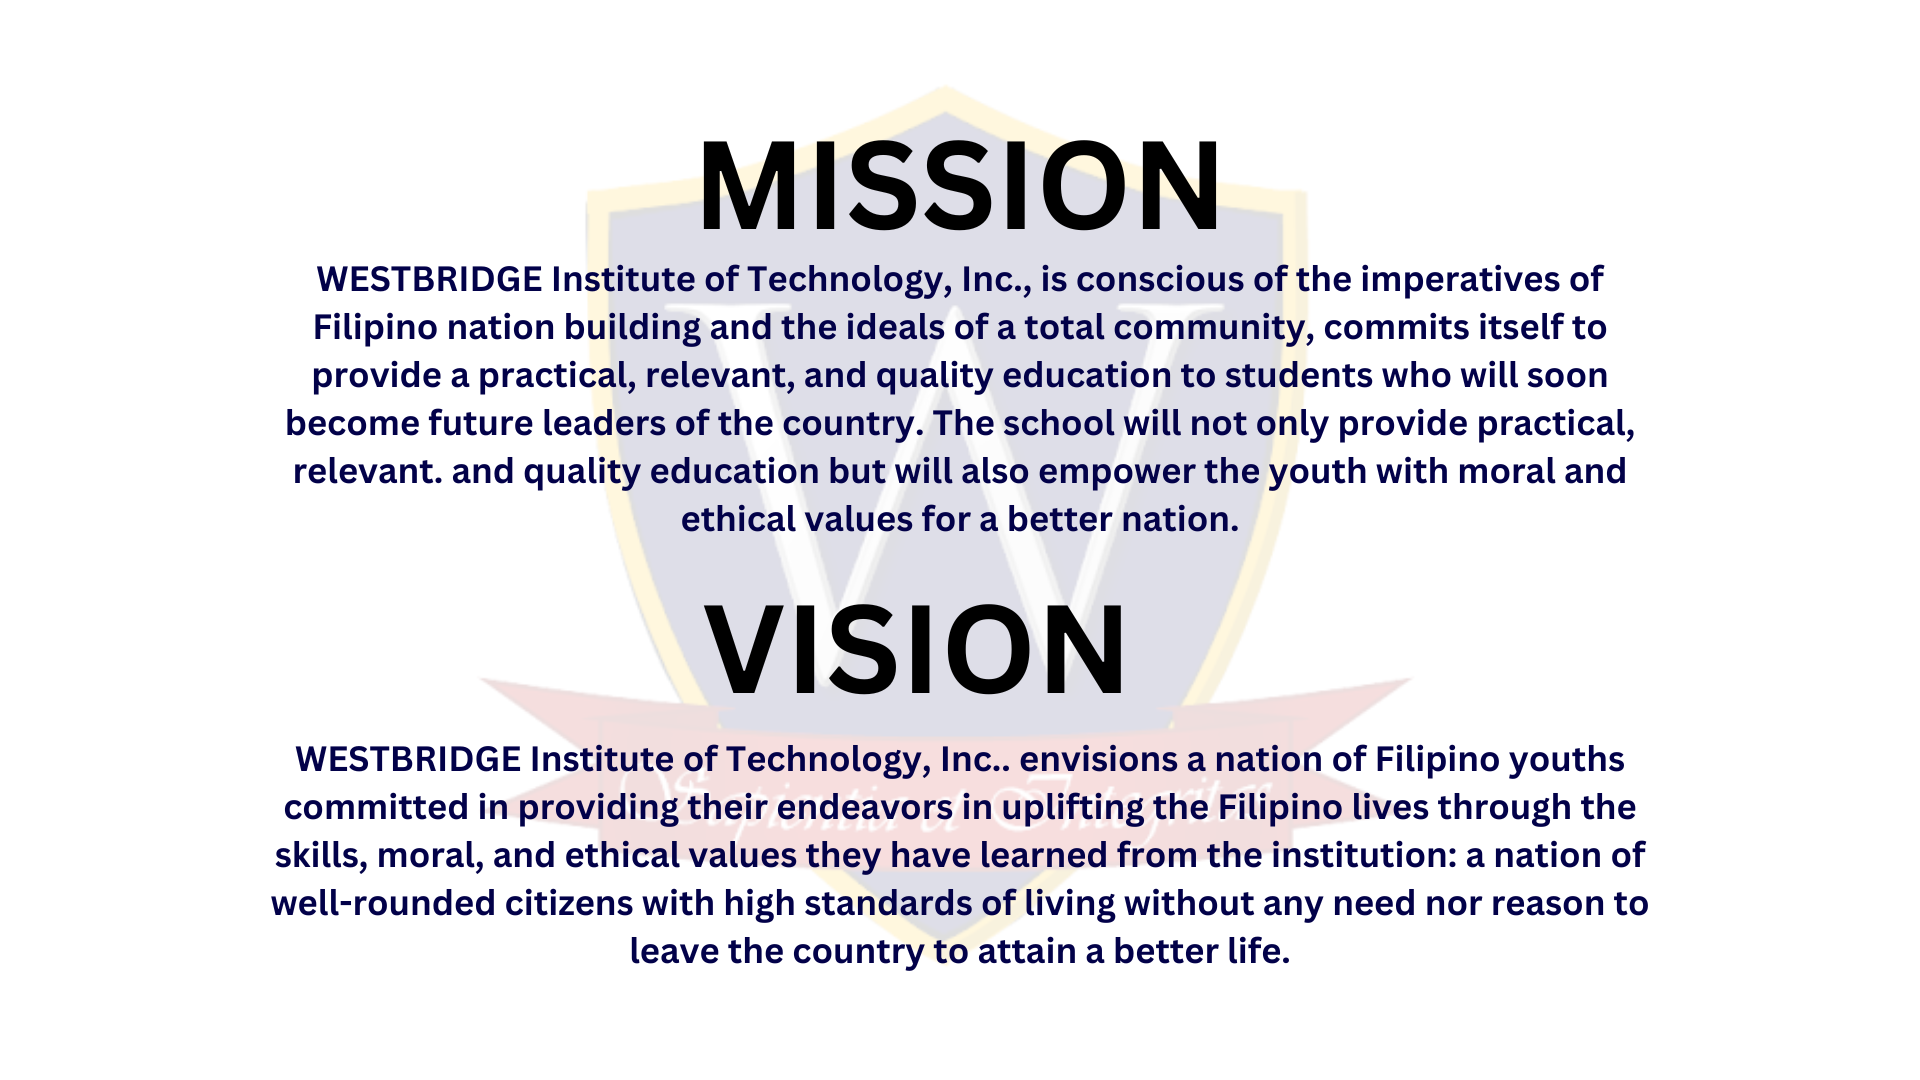 MISSION
WESTBRIDGE Institute of Technology, Inc., is conscious of the imperatives of
Filipino nation building and the ideals of a total community, commits itself to
provide a practical, relevant, and quality education to students who will soon
become future leaders of the country. The school will not only provide practical,
relevant. and quality education but will also empower the youth with moral and
ethical values for a better nation.
W
VISION
WESTBRIDGE Institute of Technology, Inc.. envisions a nation of Filipino youths
committed in providing their endeavors in uplifting the Filipino lives through the
skills, moral, and ethical values they have learned from the institution: a nation of
well-rounded citizens with high standards of living without any need nor reason to
leave the country to attain a better life.
Sapientia et